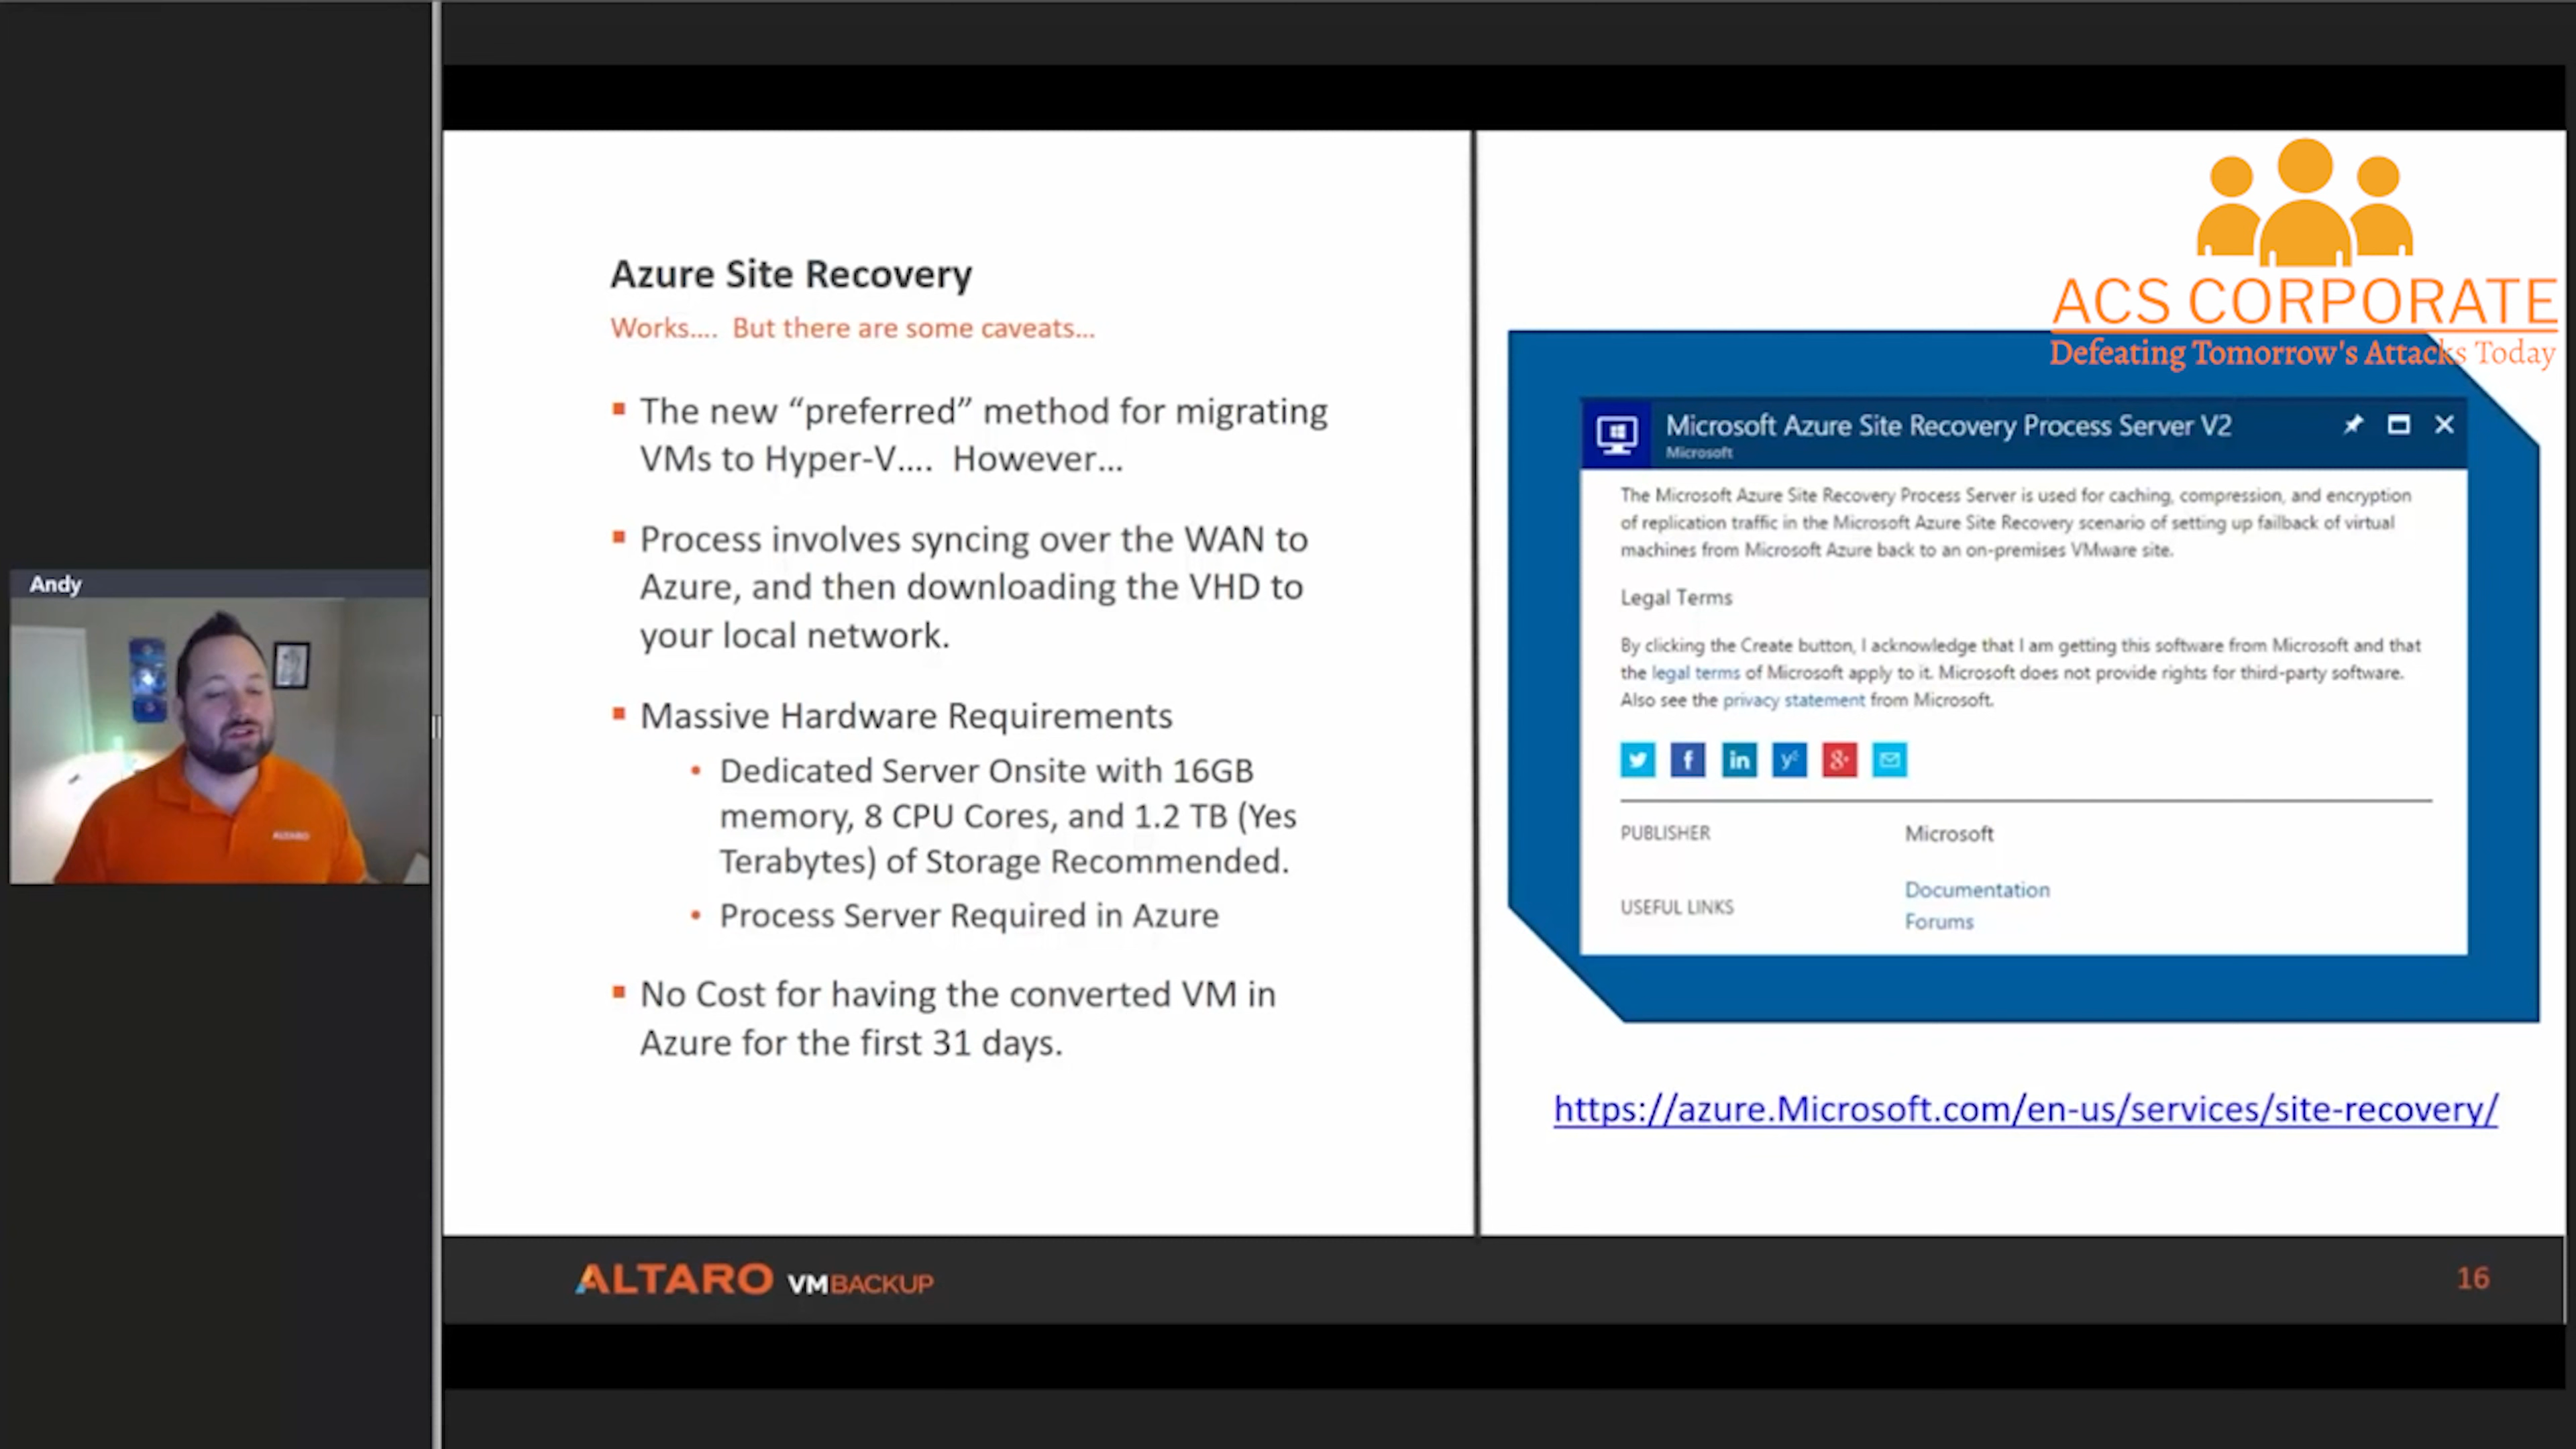 Andy
ALTARO
Azure Site Recovery
Works.... But there are some caveats...
▪ The new “preferred” method for migrating
VMs to Hyper-V.... However...
▪ Process involves syncing over the WAN to
Azure, and then downloading the VHD to
your local network.
▪ Massive Hardware Requirements
• Dedicated Server Onsite with 16GB
memory, 8 CPU Cores, and 1.2 TB (Yes
Terabytes) of Storage Recommended.
• Process Server Required in Azure
▪ No Cost for having the converted VM in
Azure for the first 31 days.
ACS CORPORATE
Defeating Tomorrow's Attacks Today
Microsoft Azure Site Recovery Process Server V2
Microsoft
The Microsoft Azure Site Recovery Process Server is used for caching, compression, and encryption
of replication traffic in the Microsoft Azure Site Recovery scenario of setting up failback of virtual
machines from Microsoft Azure back to an on-premises VMware site.
Legal Terms
By clicking the Create button, I acknowledge that I am getting this software from Microsoft and that
the legal terms of Microsoft apply to it. Microsoft does not provide rights for third-party software.
Also see the privacy statement from Microsoft.
PUBLISHER Microsoft
USEFUL LINKS Documentation
Forums
https://azure.Microsoft.com/en-us/services/site-recovery/
ALTARO VMBACKUP
16